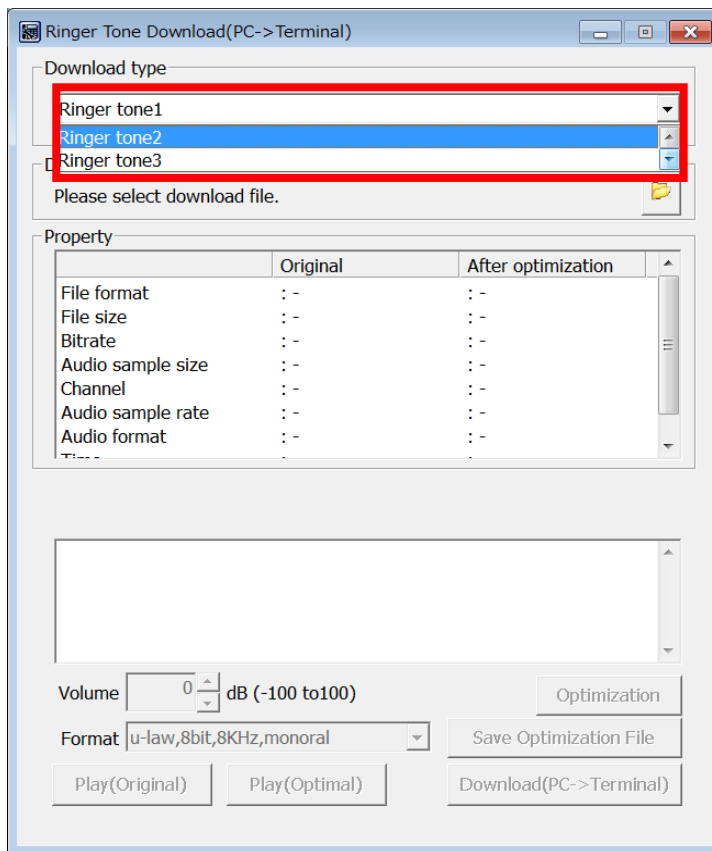 Ringer Tone Download(PC->Terminal)
Download type
Ringer tone1
Ringer tone2
Ringer tone3
Please select download file.
Property
Original After optimization
File format : - : -
File size : - : -
Bitrate : - : -
Audio sample size : - : -
Channel : - : -
Audio sample rate : - : -
Audio format : - : -
Volume 0 dB (-100 to100) Optimization
Format u-law,8bit,8KHz,monoral Save Optimization File
Play(Original) Play(Optimal) Download(PC->Terminal)